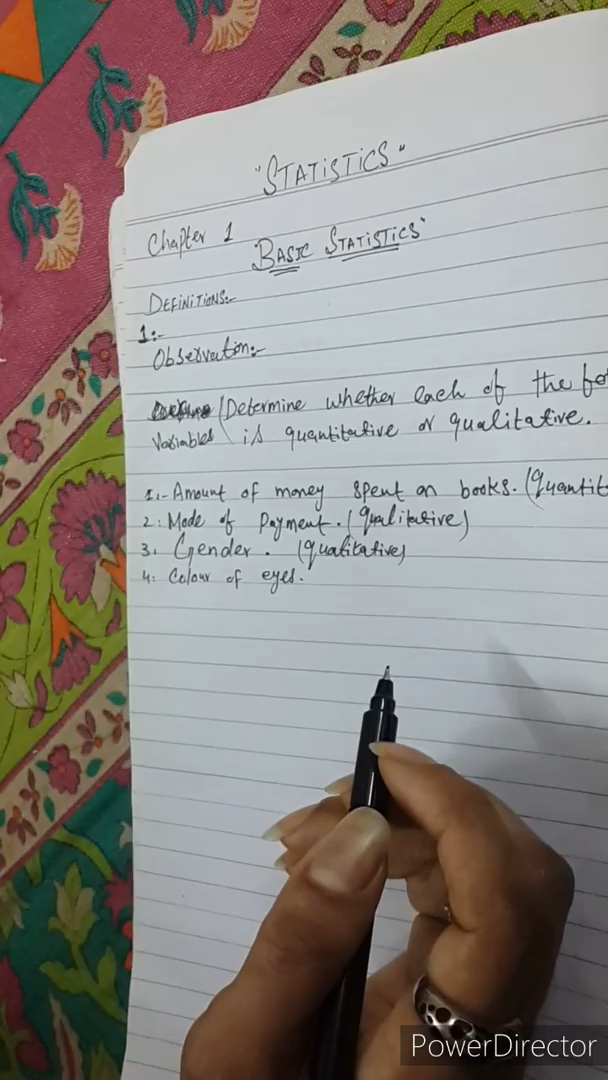 "STATISTICS"
Chapter 1
"BASIC STATISTICS"
DEFINITIONS:-
1:-
Observation:-
(Determine whether each of the fo
Variables is quantitative or qualitative.
1.- Amount of money spent on books. (Quantit
2: Mode of Payment. (qualitative)
3. Gender. (qualitative)
4: Colour of eyes.
PowerDirector